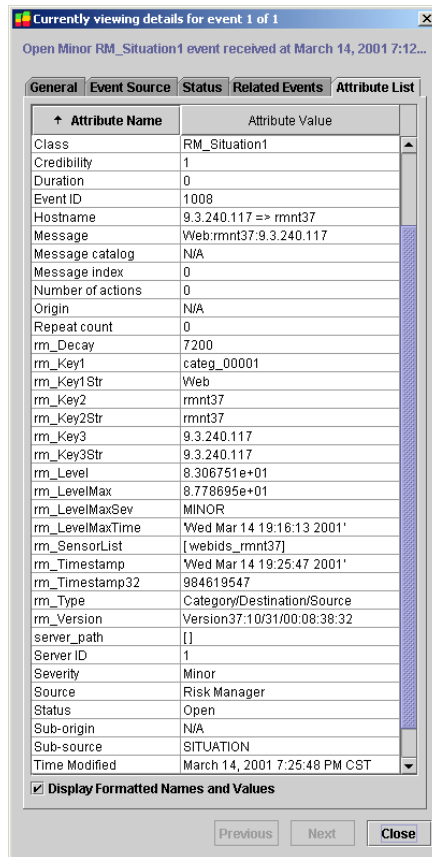 Currently viewing details for event 1 of 1
Open Minor RM_Situation1 event received at March 14, 2001 7:12...
General Event Source Status Related Events Attribute List
↑ Attribute Name Attribute Value
Class RM_Situation1
Credibility 1
Duration 0
Event ID 1008
Hostname 9.3.240.117 => rmnt37
Message Web:rmnt37:9.3.240.117
Message catalog N/A
Message index 0
Number of actions 0
Origin N/A
Repeat count 0
rm_Decay 7200
rm_Key1 categ_00001
rm_Key1Str Web
rm_Key2 rmnt37
rm_Key2Str rmnt37
rm_Key3 9.3.240.117
rm_Key3Str 9.3.240.117
rm_Level 8.306751e+01
rm_LevelMax 8.778695e+01
rm_LevelMaxSev MINOR
rm_LevelMaxTime 'Wed Mar 14 19:16:13 2001'
rm_SensorList [webids_rmnt37]
rm_Timestamp 'Wed Mar 14 19:25:47 2001'
rm_Timestamp32 984619547
rm_Type Category/Destination/Source
rm_Version Version37:10/31/00:08:38:32
server_path []
Server ID 1
Severity Minor
Source Risk Manager
Status Open
Sub-origin N/A
Sub-source SITUATION
Time Modified March 14, 2001 7:25:48 PM CST
Display Formatted Names and Values
Previous Next Close